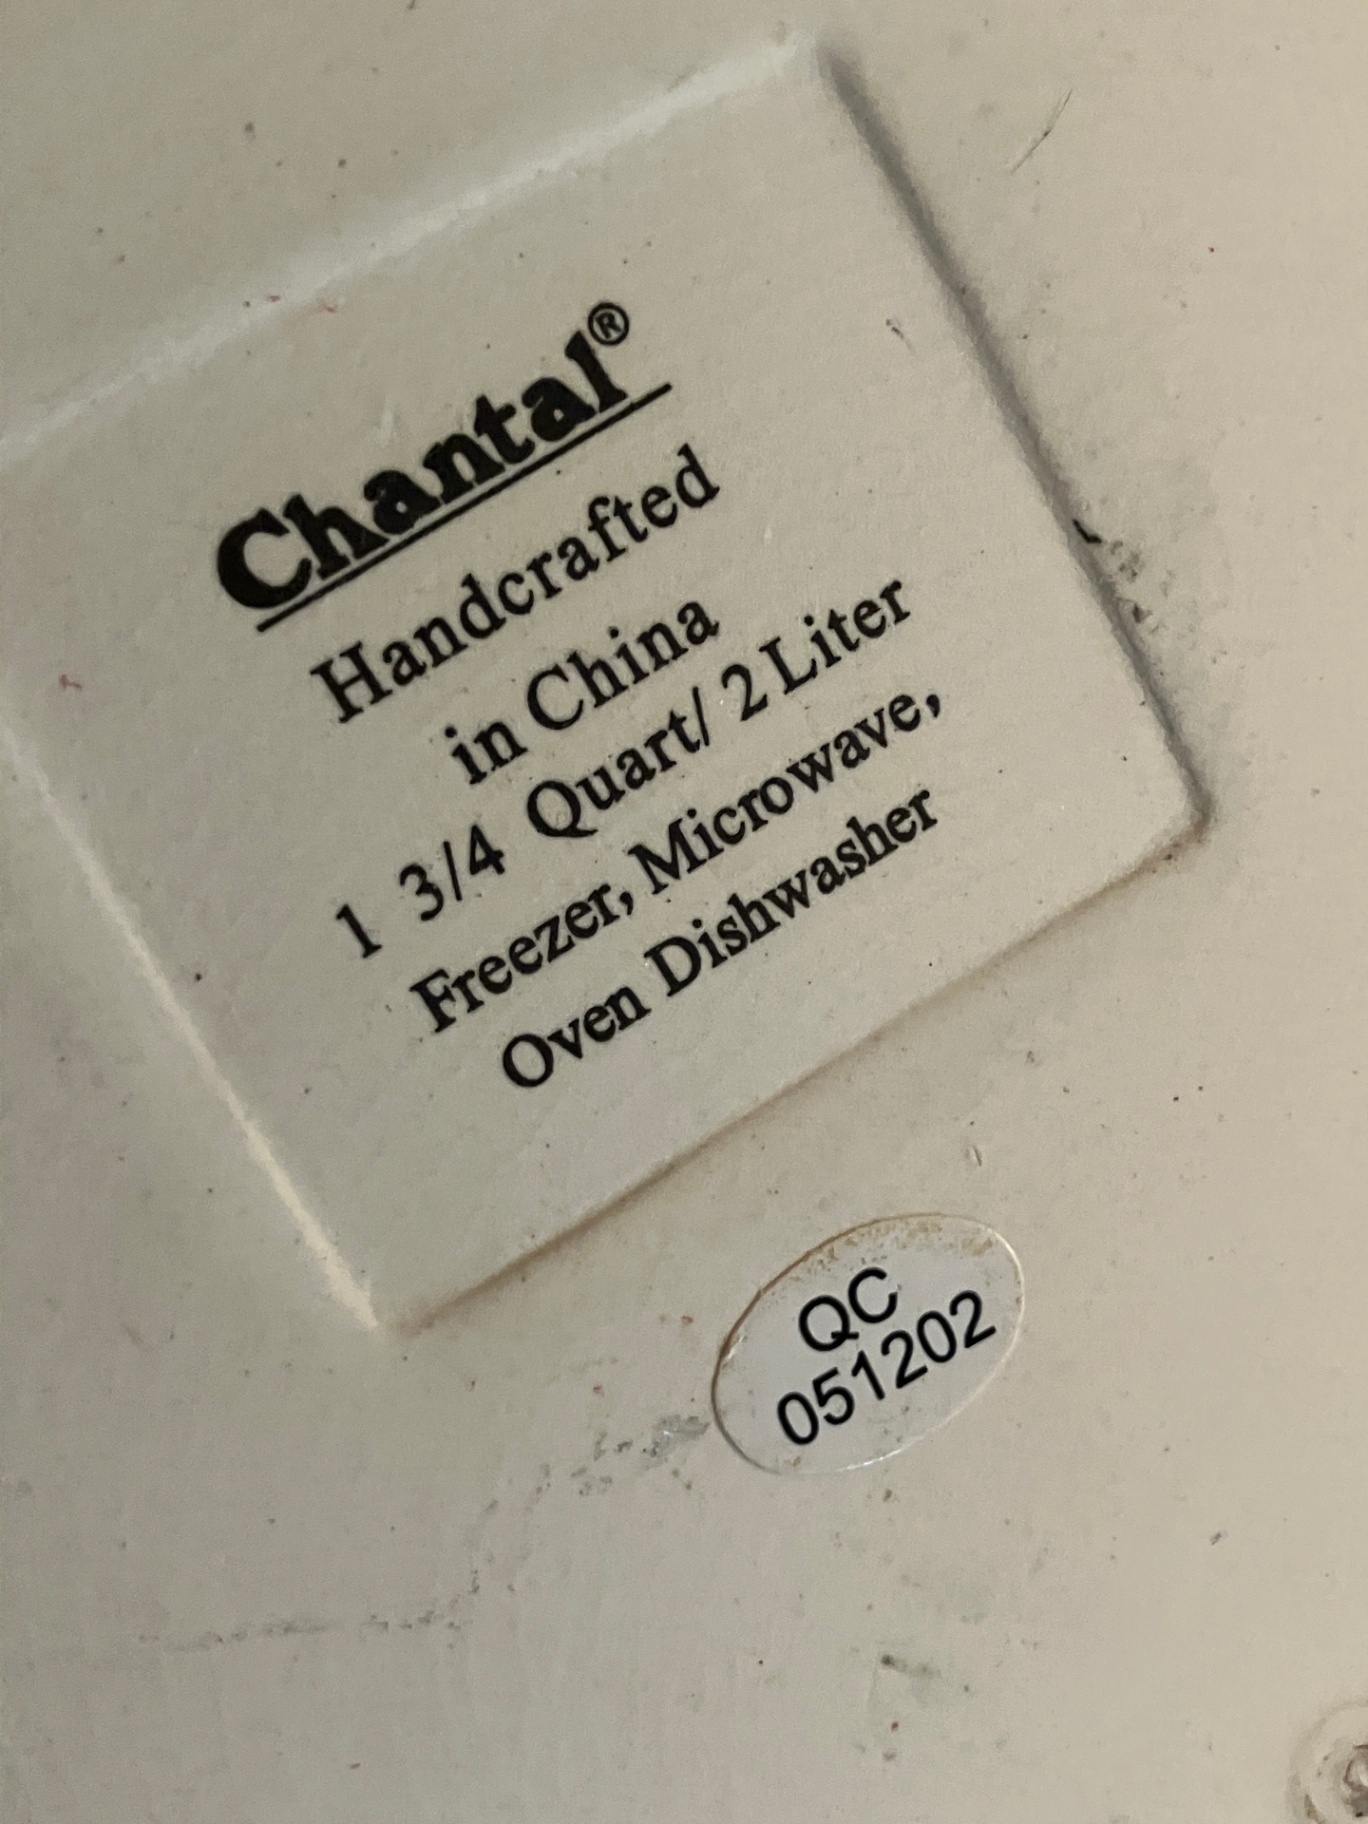 Chantal®
Handcrafted
in China
1 3/4 Quart/ 2 Liter
Freezer, Microwave,
Oven Dishwasher
QC
051202